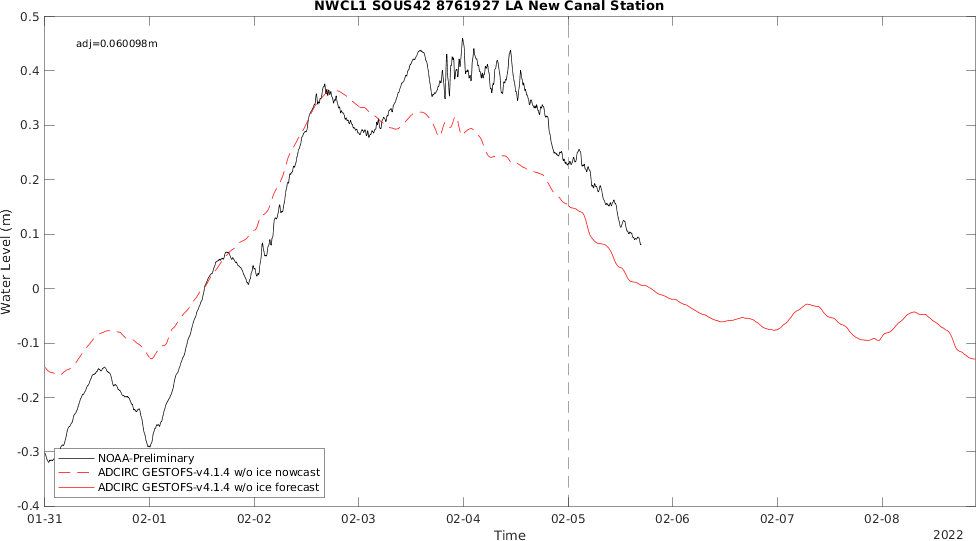 NWCL1 SOUS42 8761927 LA New Canal Station
adj=0.060098m
0.5
0.4
0.3
0.2
0.1
0
-0.1
-0.2
-0.3
-0.4
Water Level (m)
NOAA-Preliminary
ADCIRC GESTOFS-v4.1.4 w/o ice nowcast
ADCIRC GESTOFS-v4.1.4 w/o ice forecast
01-31 02-01 02-02 02-03 02-04 02-05 02-06 02-07 02-08
Time
2022